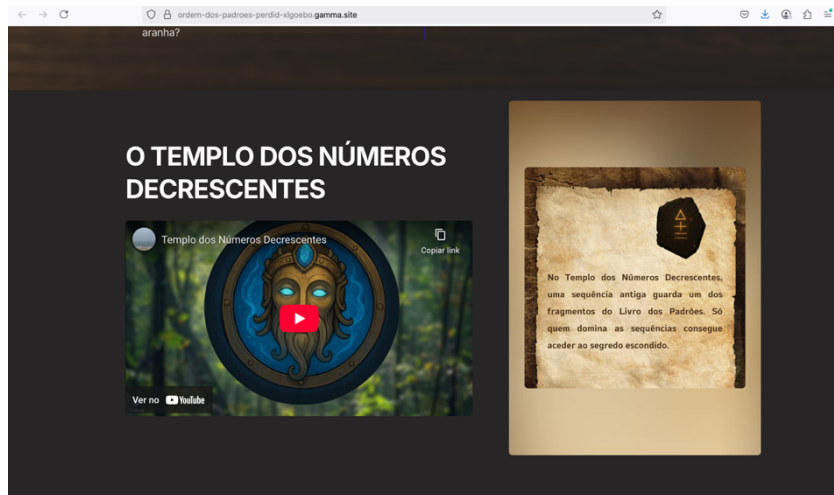 ordem-dos-padroes-perdid-xlgoebo.gamma.site
aranha?
O TEMPLO DOS NÚMEROS
DECRESCENTES
Templo dos Números Decrescentes
Copiar link
Ver no YouTube
No Templo dos Números Decrescentes,
uma sequência antiga guarda um dos
fragmentos do Livro dos Padrões. Só
quem domina as sequências consegue
aceder ao segredo escondido.